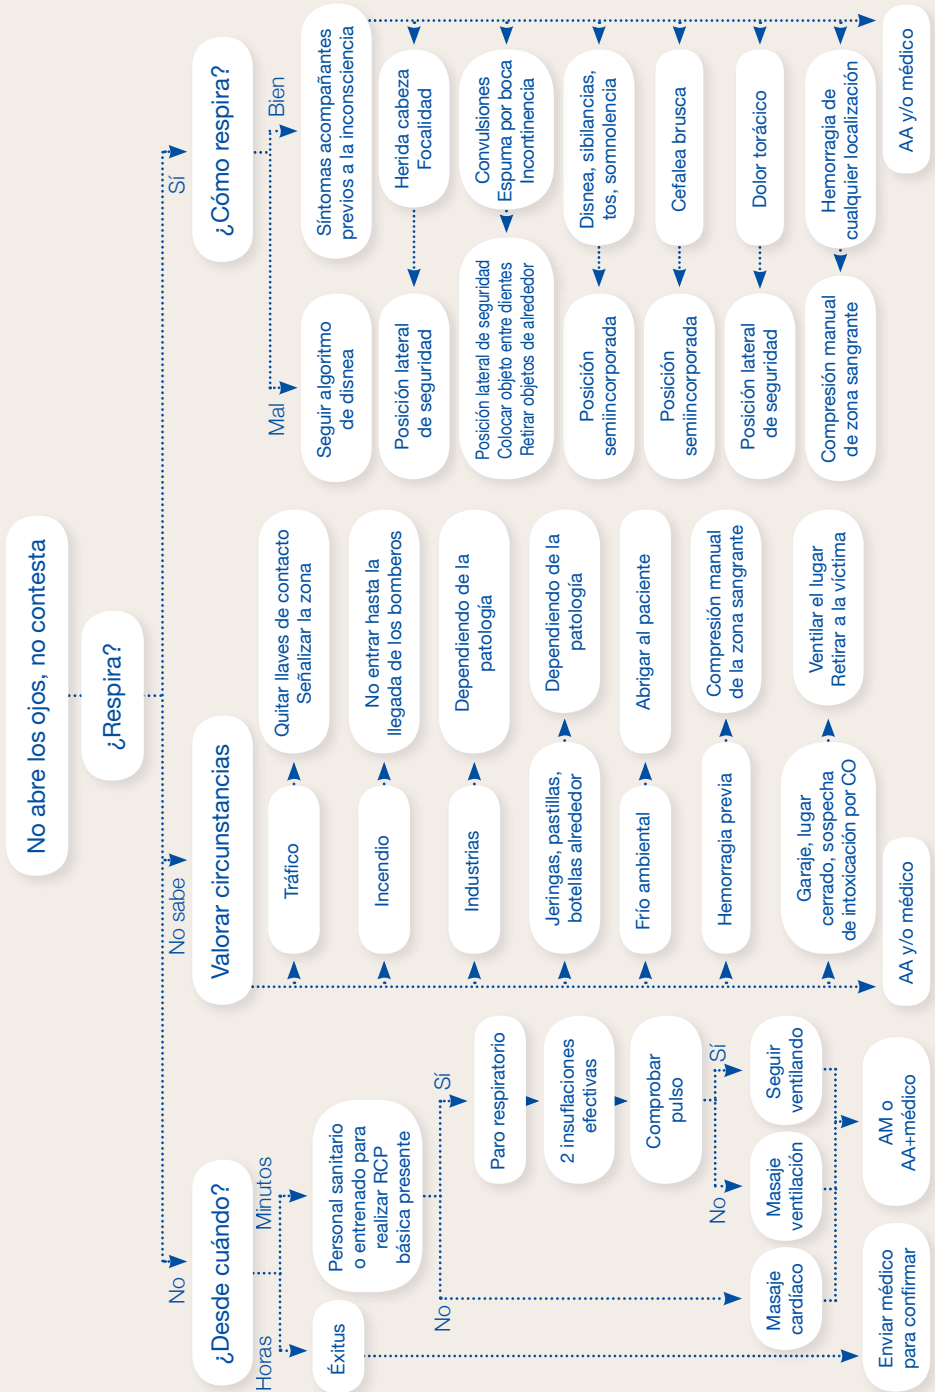 No abre los ojos, no contesta
¿Respira?
No
¿Desde cuándo?
Horas
Éxitus
Enviar médico
para confirmar
Minutos
Personal sanitario
o entrenado para
realizar RCP
básica presente
No
Masaje
cardíaco
Sí
Paro respiratorio
2 insuflaciones
efectivas
Comprobar
pulso
No
Masaje
ventilación
Sí
Seguir
ventilando
AM o
AA+médico
No sabe
Valorar circunstancias
Tráfico
Quitar llaves de contacto
Señalizar la zona
Incendio
No entrar hasta la
llegada de los bomberos
Industrias
Dependiendo de la
patología
Jeringas, pastillas,
botellas alrededor
Dependiendo de la
patología
Frío ambiental
Abrigar al paciente
Hemorragia previa
Compresión manual
de la zona sangrante
Garaje, lugar
cerrado, sospecha
de intoxicación por CO
Ventilar el lugar
Retirar a la víctima
AA y/o médico
Sí
¿Cómo respira?
Mal
Seguir algoritmo
de disnea
Bien
Síntomas acompañantes
previos a la inconsciencia
Herida cabeza
Focalidad
Posición lateral
de seguridad
Convulsiones
Espuma por boca
Incontinencia
Posición lateral de seguridad
Colocar objeto entre dientes
Retirar objetos de alrededor
Disnea, sibilancias,
tos, somnolencia
Posición
semiincorporada
Cefalea brusca
Posición
semiincorporada
Dolor torácico
Posición lateral
de seguridad
Hemorragia de
cualquier localización
Compresión manual
de zona sangrante
AA y/o médico